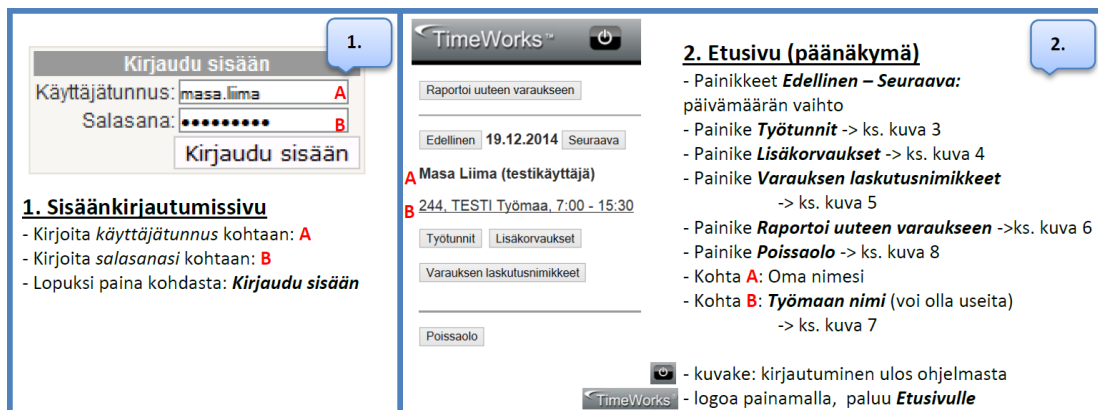 1.
Kirjaudu sisään
Käyttäjätunnus: masa.liima A
Salasana: ●●●●●●●●● B
Kirjaudu sisään
1. Sisäänkirjautumissivu
- Kirjoita käyttäjätunnus kohtaan: A
- Kirjoita salasanasi kohtaan: B
- Lopuksi paina kohdasta: Kirjaudu sisään
TimeWorks™
Raportoi uuteen varaukseen
Edellinen 19.12.2014 Seuraava
A Masa Liima (testikäyttäjä)
B 244, TESTI Työmaa, 7:00 - 15:30
Työtunnit Lisäkorvaukset
Varauksen laskutusnimikkeet
Poissaolo
2.
2. Etusivu (päänäkymä)
- Painikkeet Edellinen – Seuraava:
päivämäärän vaihto
- Painike Työtunnit -> ks. kuva 3
- Painike Lisäkorvaukset -> ks. kuva 4
- Painike Varauksen laskutusnimikkeet
-> ks. kuva 5
- Painike Raportoi uuteen varaukseen ->ks. kuva 6
- Painike Poissaolo -> ks. kuva 8
- Kohta A: Oma nimesi
- Kohta B: Työmaan nimi (voi olla useita)
-> ks. kuva 7
- kuvake: kirjautuminen ulos ohjelmasta
TimeWorks - logoa painamalla, paluu Etusivulle